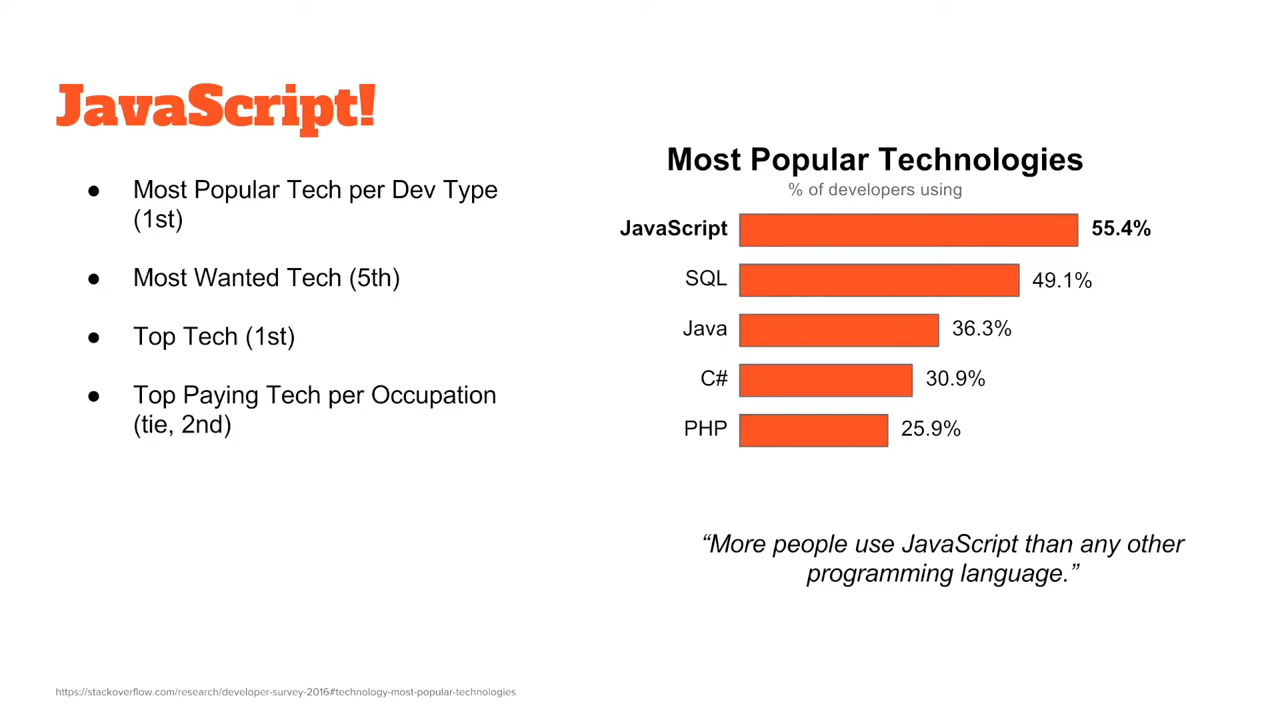 JavaScript!
● Most Popular Tech per Dev Type
(1st)
● Most Wanted Tech (5th)
● Top Tech (1st)
● Top Paying Tech per Occupation
(tie, 2nd)
Most Popular Technologies
% of developers using
JavaScript 55.4%
SQL 49.1%
Java 36.3%
C# 30.9%
PHP 25.9%
“More people use JavaScript than any other
programming language.”
https://stackoverflow.com/research/developer-survey-2016#technology-most-popular-technologies